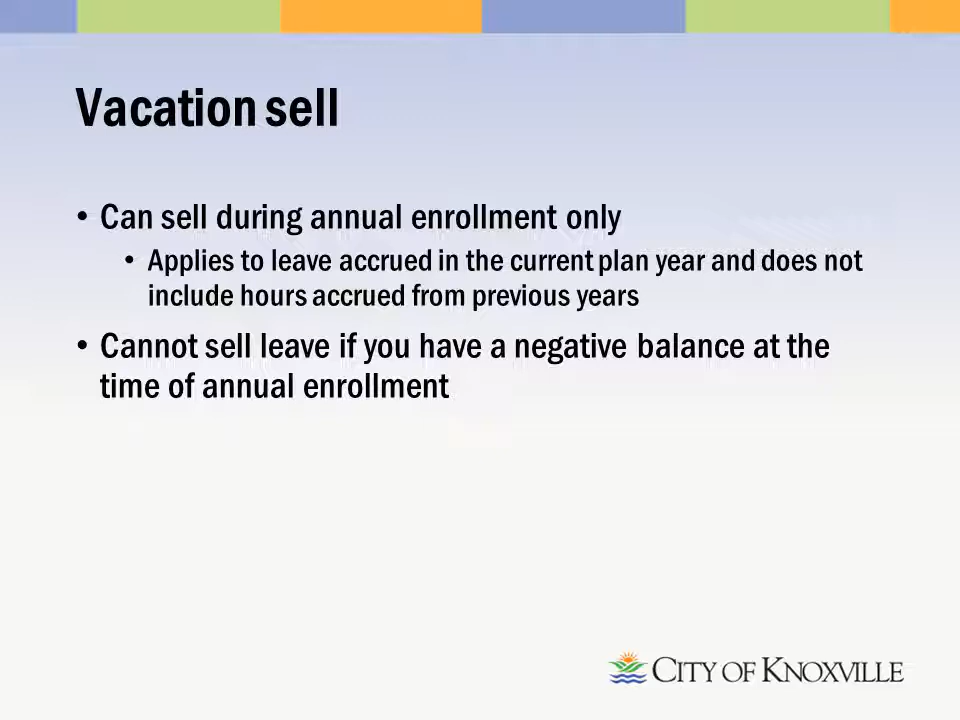 Vacation sell
• Can sell during annual enrollment only
• Applies to leave accrued in the current plan year and does not
include hours accrued from previous years
• Cannot sell leave if you have a negative balance at the
time of annual enrollment
CITY OF KNOXVILLE